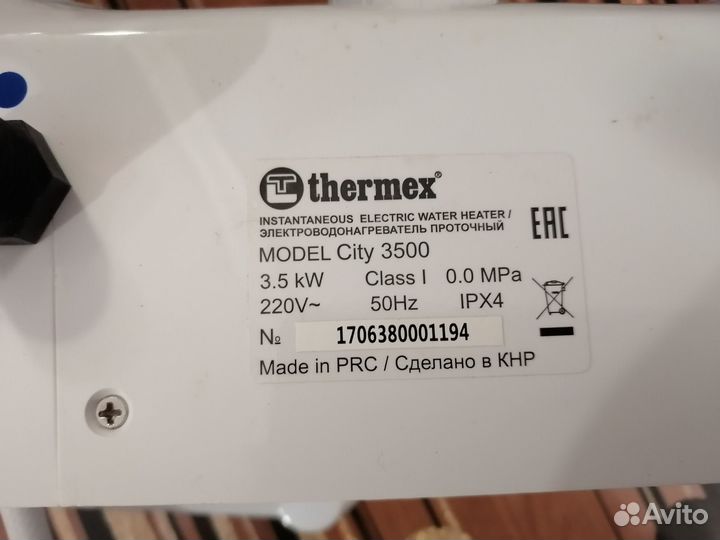 thermex®
INSTANTANEOUS ELECTRIC WATER HEATER /
ЭЛЕКТРОВОДОНАГРЕВАТЕЛЬ ПРОТОЧНЫЙ
EAC
MODEL City 3500
3.5 kW Class I 0.0 MPa
220V~ 50Hz IPX4
№ 1706380001194
Made in PRC / Сделано в КНР
Avito